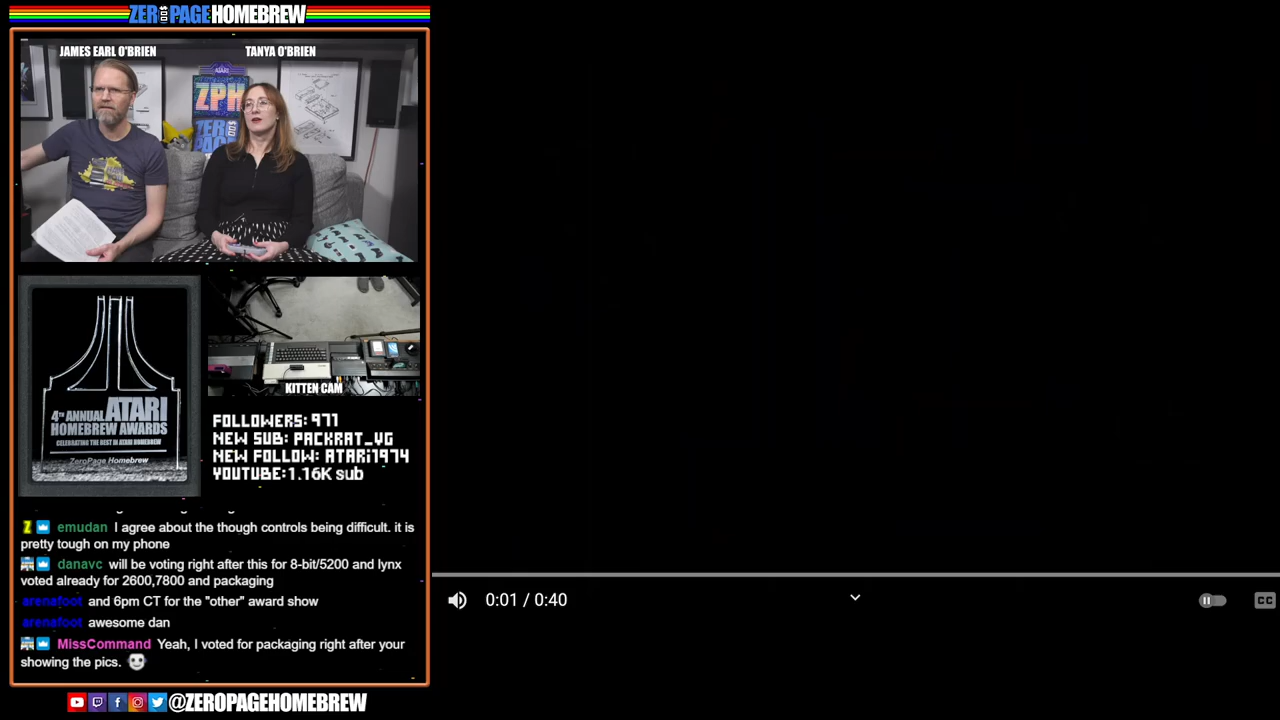 ZEROPAGE HOMEBREW
JAMES EARL O'BRIEN
TANYA O'BRIEN
ATARI
ZPH
ZERO
PAGE
4TH ANNUAL ATARI
HOMEBREW AWARDS
CELEBRATING THE BEST IN ATARI HOMEBREW
ZeroPage Homebrew
KITTEN CAM
FOLLOWERS: 971
NEW SUB: PACKRAT_VG
NEW FOLLOW: ATARI1974
YOUTUBE:1.16K sub
Z emudan I agree about the though controls being difficult. it is
pretty tough on my phone
danavc will be voting right after this for 8-bit/5200 and lynx
voted already for 2600,7800 and packaging
arenafoot and 6pm CT for the "other" award show
arenafoot awesome dan
MissCommand Yeah, I voted for packaging right after your
showing the pics.
@ZEROPAGEHOMEBREW
0:01 / 0:40
CC